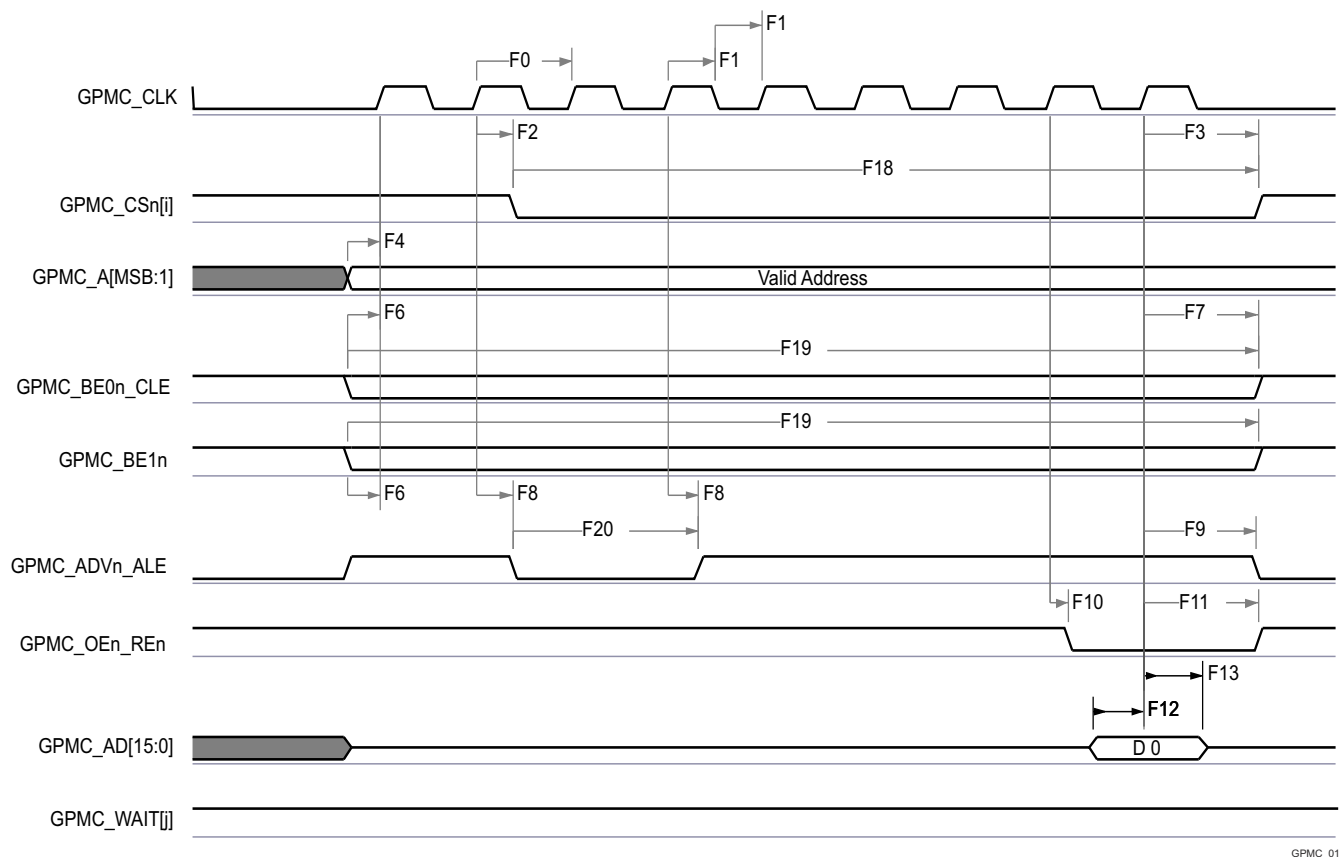 F1
F0
F1
GPMC_CLK
F2
F3
F18
GPMC_CSn[i]
F4
GPMC_A[MSB:1]
Valid Address
F6
F7
F19
GPMC_BE0n_CLE
F19
GPMC_BE1n
F6
F8
F8
F20
F9
GPMC_ADVn_ALE
F10
F11
GPMC_OEn_REn
F13
F12
GPMC_AD[15:0]
D 0
GPMC_WAIT[j]
GPMC_01